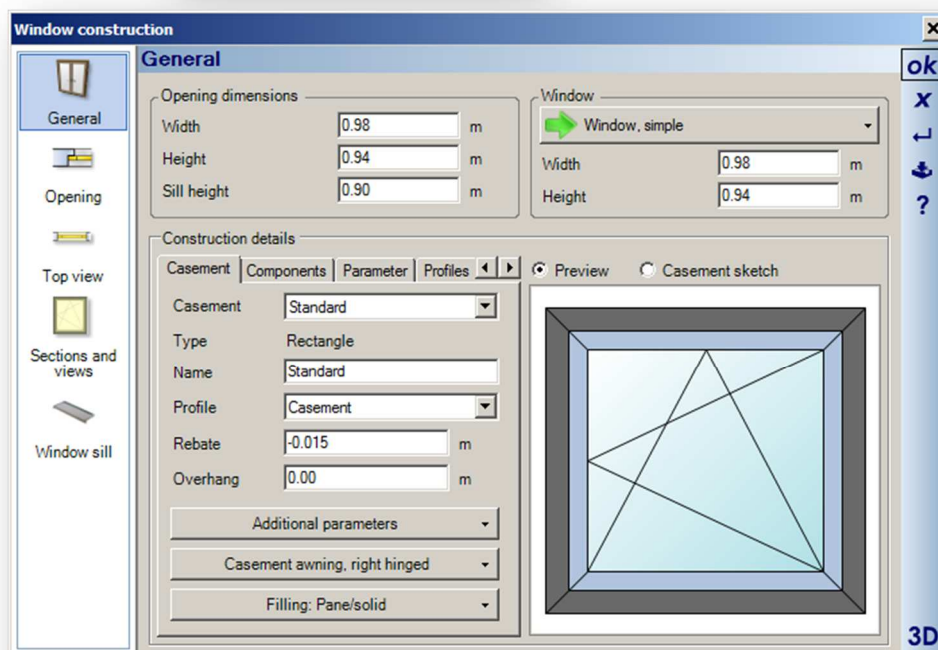 Window construction
General
Opening
Top view
Sections and
views
Window sill
General
Opening dimensions
Width 0.98 m
Height 0.94 m
Sill height 0.90 m
Window
Window, simple
Width 0.98 m
Height 0.94 m
Construction details
Casement Components Parameter Profiles
Casement Standard
Type Rectangle
Name Standard
Profile Casement
Rebate -0.015 m
Overhang 0.00 m
Additional parameters
Casement awning, right hinged
Filling: Pane/solid
Preview Casement sketch
ok
x
?
3D